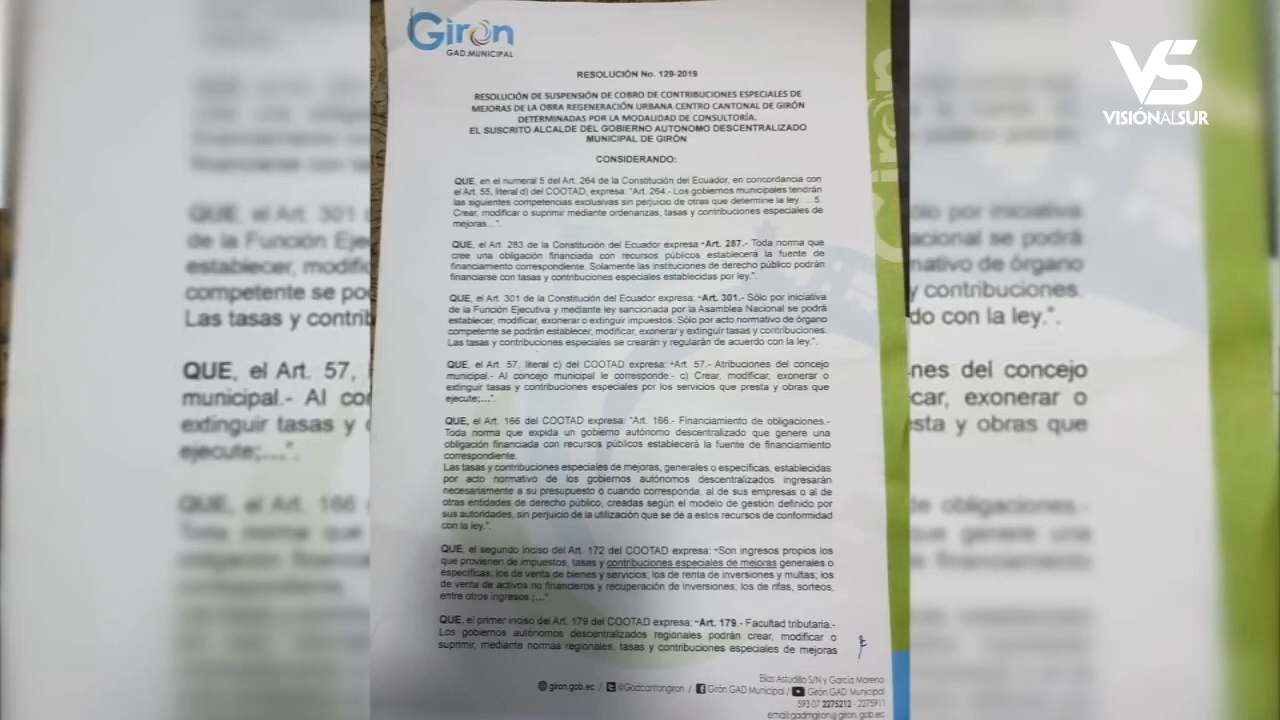 Girón
GAD.MUNICIPAL
VS
VISIÓNALSUR
RESOLUCIÓN No. 129-2019
RESOLUCIÓN DE SUSPENSIÓN DE COBRO DE CONTRIBUCIONES ESPECIALES DE
MEJORAS DE LA OBRA REGENERACIÓN URBANA CENTRO CANTONAL DE GIRÓN
DETERMINADAS POR LA MODALIDAD DE CONSULTORÍA.
EL SUSCRITO ALCALDE DEL GOBIERNO AUTONOMO DESCENTRALIZADO
MUNICIPAL DE GIRÓN
CONSIDERANDO:
QUE, en el numeral 5 del Art. 264 de la Constitución del Ecuador, en concordancia con
el Art. 55, literal d) del COOTAD, expresa: "Art. 264.- Los gobiernos municipales tendrán
las siguientes competencias exclusivas sin perjuicio de otras que determine la ley: ...5.
Crear, modificar o suprimir mediante ordenanzas, tasas y contribuciones especiales de
mejoras...".
QUE, el Art. 283 de la Constitución del Ecuador expresa "Art. 287.- Toda norma que
cree una obligación financiada con recursos públicos establecerá la fuente de
financiamiento correspondiente. Solamente las instituciones de derecho público podrán
financiarse con tasas y contribuciones especiales establecidas por ley.".
QUE, el Art. 301 de la Constitución del Ecuador expresa: "Art. 301.- Sólo por iniciativa
de la Función Ejecutiva y mediante ley sancionada por la Asamblea Nacional se podrá
establecer, modificar, exonerar o extinguir impuestos. Sólo por acto normativo de órgano
competente se podrán establecer, modificar, exonerar y extinguir tasas y contribuciones.
Las tasas y contribuciones especiales se crearán y regularán de acuerdo con la ley.".
QUE, el Art. 57, literal c) del COOTAD expresa: "Art. 57.- Atribuciones del concejo
municipal.- Al concejo municipal le corresponde.- c) Crear, modificar, exonerar o
extinguir tasas y contribuciones especiales por los servicios que presta y obras que
ejecute;...".
QUE, el Art. 166 del COOTAD expresa: "Art. 166.- Financiamiento de obligaciones.-
Toda norma que expida un gobierno autónomo descentralizado que genere una
obligación financiada con recursos públicos establecerá la fuente de financiamiento
correspondiente.
Las tasas y contribuciones especiales de mejoras, generales o específicas, establecidas
por acto normativo de los gobiernos autónomos descentralizados ingresarán
necesariamente a su presupuesto o cuando corresponda, al de sus empresas o al de
otras entidades de derecho público, creadas según el modelo de gestión definido por
sus autoridades, sin perjuicio de la utilización que se dé a estos recursos de conformidad
con la ley.".
QUE, el segundo inciso del Art. 172 del COOTAD expresa: "Son ingresos propios los
que provienen de impuestos, tasas y contribuciones especiales de mejoras generales o
específicas; los de venta de bienes y servicios; los de renta de inversiones y multas; los
de venta de activos no financieros y recuperación de inversiones; los de rifas, sorteos,
entre otros ingresos.;...".
QUE, el primer inciso del Art. 179 del COOTAD expresa: "Art. 179.- Facultad tributaria.-
Los gobiernos autónomos descentralizados regionales podrán crear, modificar o
suprimir, mediante normas regionales, tasas y contribuciones especiales de mejoras
Elías Astudillo S/N y García Moreno
giron.gob.ec / @Gadcantongiron / Girón GAD Municipal / Girón GAD Municipal
593 07 2275212 - 2275911
email:gadmgiron@giron.gob.ec